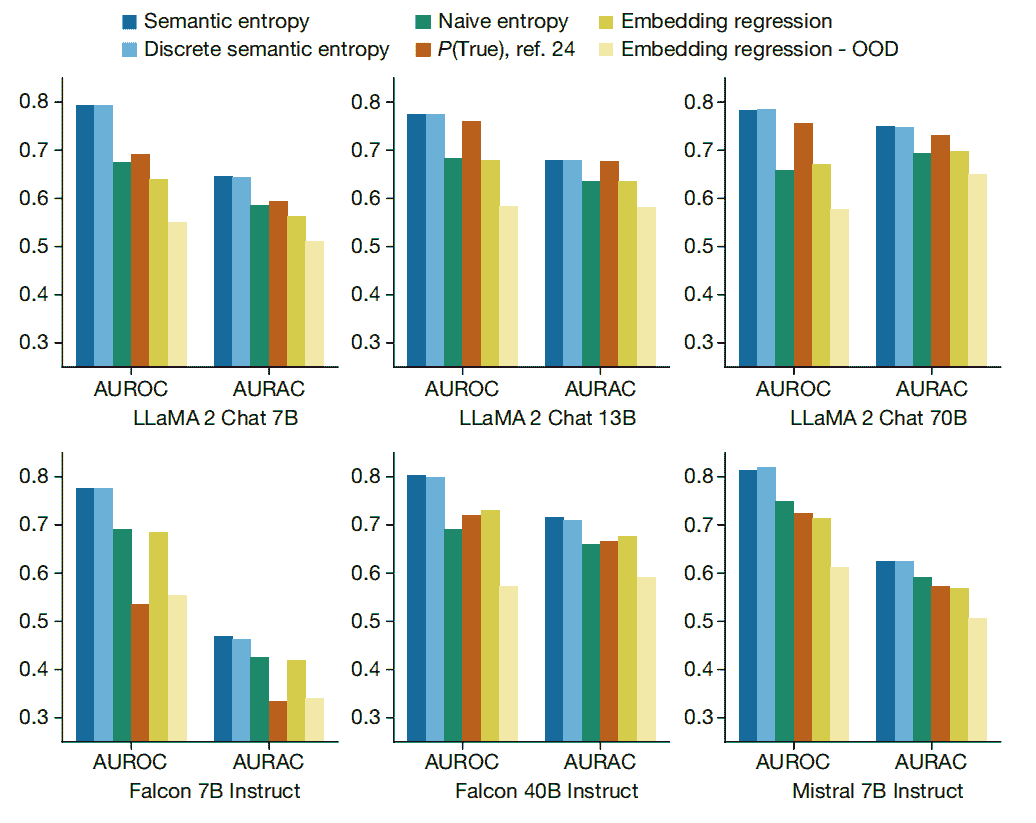 Semantic entropy Naive entropy Embedding regression
Discrete semantic entropy P(True), ref. 24 Embedding regression - OOD
0.8 0.8 0.8
0.7 0.7 0.7
0.6 0.6 0.6
0.5 0.5 0.5
0.4 0.4 0.4
0.3 0.3 0.3
AUROC AURAC AUROC AURAC AUROC AURAC
LLaMA 2 Chat 7B LLaMA 2 Chat 13B LLaMA 2 Chat 70B
0.8 0.8 0.8
0.7 0.7 0.7
0.6 0.6 0.6
0.5 0.5 0.5
0.4 0.4 0.4
0.3 0.3 0.3
AUROC AURAC AUROC AURAC AUROC AURAC
Falcon 7B Instruct Falcon 40B Instruct Mistral 7B Instruct